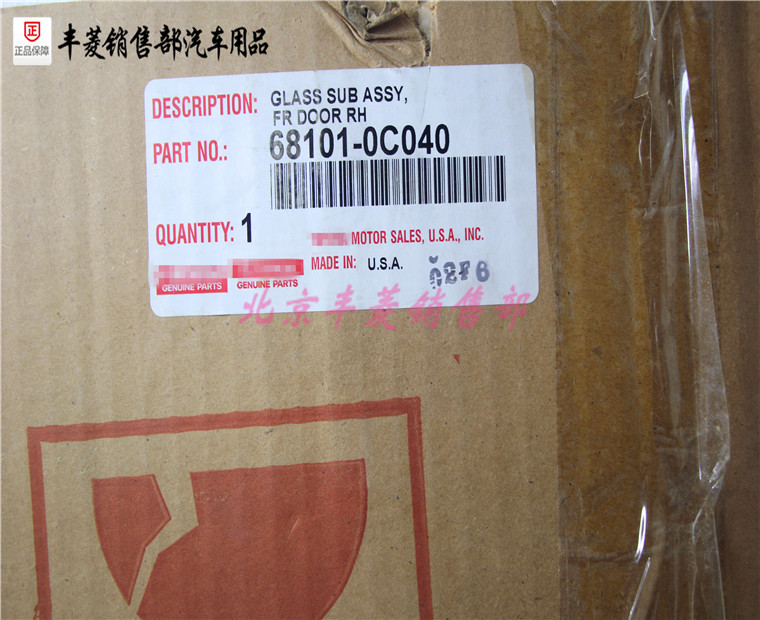 正
正品保障
丰菱销售部汽车用品
DESCRIPTION: GLASS SUB ASSY,
FR DOOR RH
PART NO.: 68101-0C040
QUANTITY: 1
MOTOR SALES, U.S.A., INC.
MADE IN: U.S.A.
GENUINE PARTS
GENUINE PARTS
北京丰菱销售部